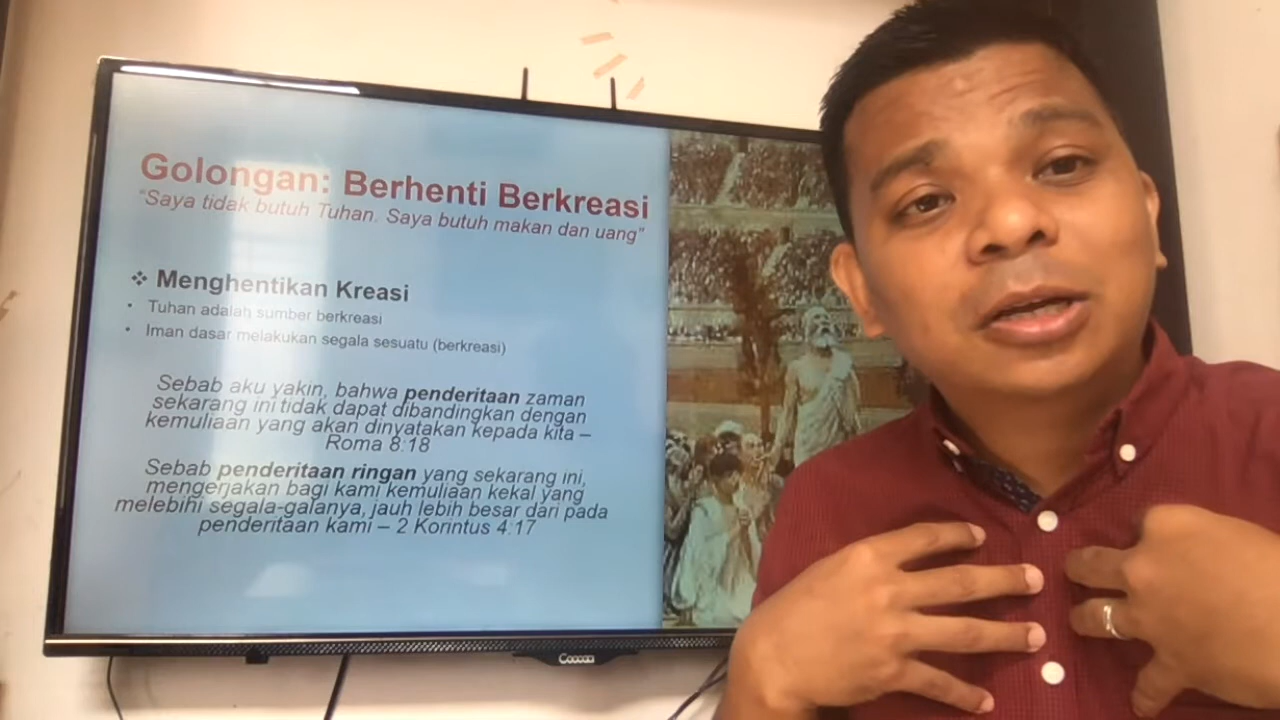 Golongan: Berhenti Berkreasi
"Saya tidak butuh Tuhan. Saya butuh makan dan uang"
❖ Menghentikan Kreasi
• Tuhan adalah sumber berkreasi
• Iman dasar melakukan segala sesuatu (berkreasi)
Sebab aku yakin, bahwa penderitaan zaman
sekarang ini tidak dapat dibandingkan dengan
kemuliaan yang akan dinyatakan kepada kita –
Roma 8:18
Sebab penderitaan ringan yang sekarang ini,
mengerjakan bagi kami kemuliaan kekal yang
melebihi segala-galanya, jauh lebih besar dari pada
penderitaan kami – 2 Korintus 4:17